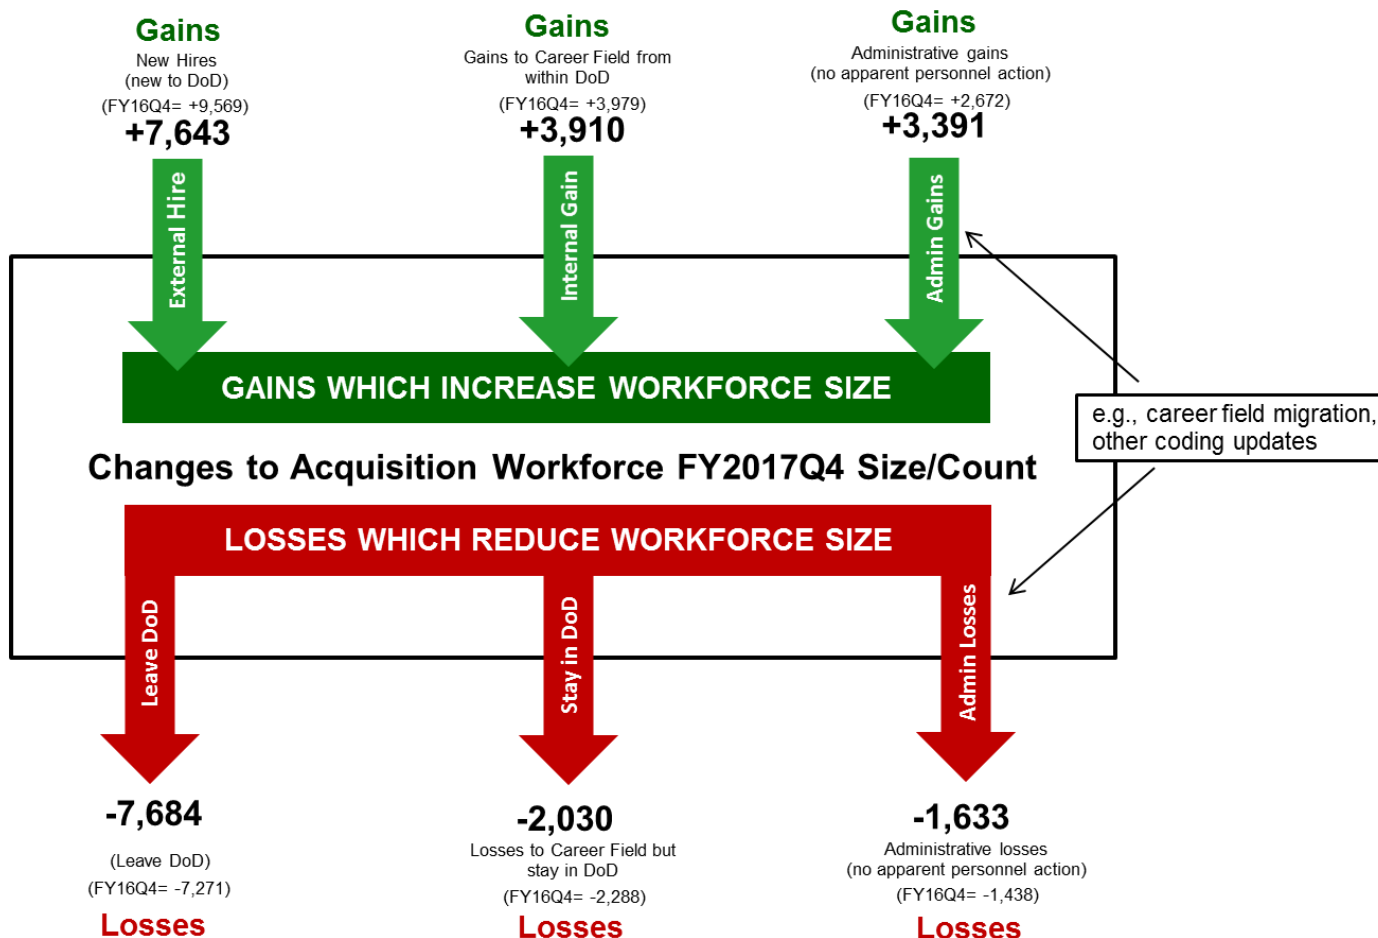 Gains
New Hires
(new to DoD)
(FY16Q4= +9,569)
+7,643
Gains
Gains to Career Field from
within DoD
(FY16Q4= +3,979)
+3,910
Gains
Administrative gains
(no apparent personnel action)
(FY16Q4= +2,672)
+3,391
External Hire
Internal Gain
Admin Gains
GAINS WHICH INCREASE WORKFORCE SIZE
e.g., career field migration,
other coding updates
Changes to Acquisition Workforce FY2017Q4 Size/Count
LOSSES WHICH REDUCE WORKFORCE SIZE
Leave DoD
Stay in DoD
Admin Losses
-7,684
(Leave DoD)
(FY16Q4= -7,271)
Losses
-2,030
Losses to Career Field but
stay in DoD
(FY16Q4= -2,288)
Losses
-1,633
Administrative losses
(no apparent personnel action)
(FY16Q4= -1,438)
Losses